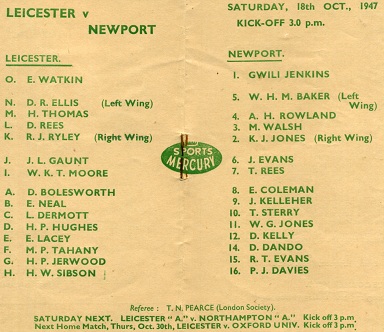 LEICESTER v
NEWPORT
SATURDAY, 18th OCT., 1947
KICK-OFF 3.0 p.m.
LEICESTER.
O. E. WATKIN
N. D. R. ELLIS (Left Wing)
M. H. THOMAS
L. D. REES
K. R. J. RYLEY (Right Wing)
J. J. L. GAUNT
I. W. K. T. MOORE
A. D. BOLESWORTH
B. E. NEAL
C. L. DERMOTT
D. H. P. HUGHES
E. E. LACEY
F. M. P. TAHANY
G. H. P. JERWOOD
H. H. W. SIBSON
SPORTS
MERCURY
NEWPORT.
1. GWILI JENKINS
5. W. H. M. BAKER (Left Wing)
4. A. H. ROWLAND
3. M. WALSH
2. K. J. JONES (Right Wing)
6. J. EVANS
7. T. REES
8. E. COLEMAN
9. J. KELLEHER
10. T. STERRY
11. W. G. JONES
12. D. KELLY
14. D. DANDO
15. R. T. EVANS
16. P. J. DAVIES
Referee : T. N. PEARCE (London Society).
SATURDAY NEXT. LEICESTER "A." v. NORTHAMPTON "A." Kick off 3 p.m.
Next Home Match, Thurs, Oct. 30th, LEICESTER v. OXFORD UNIV. Kick off 3 p.m.